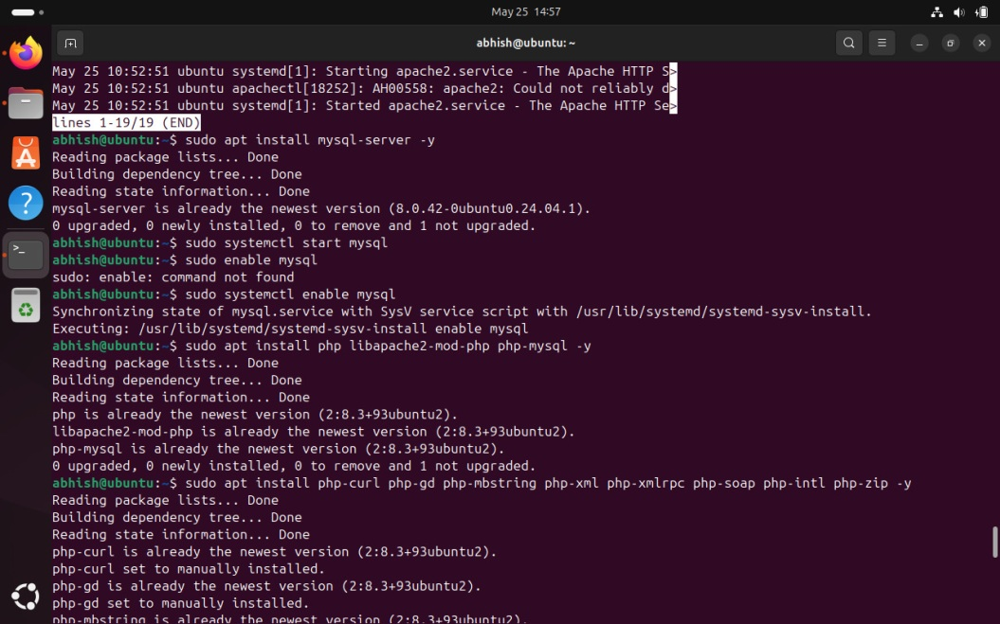 May 25 14:57
abhish@ubuntu: ~
May 25 10:52:51 ubuntu systemd[1]: Starting apache2.service - The Apache HTTP S>
May 25 10:52:51 ubuntu apachectl[18252]: AH00558: apache2: Could not reliably d>
May 25 10:52:51 ubuntu systemd[1]: Started apache2.service - The Apache HTTP Se>
lines 1-19/19 (END)
abhish@ubuntu:~$ sudo apt install mysql-server -y
Reading package lists... Done
Building dependency tree... Done
Reading state information... Done
mysql-server is already the newest version (8.0.42-0ubuntu0.24.04.1).
0 upgraded, 0 newly installed, 0 to remove and 1 not upgraded.
abhish@ubuntu:~$ sudo systemctl start mysql
abhish@ubuntu:~$ sudo enable mysql
sudo: enable: command not found
abhish@ubuntu:~$ sudo systemctl enable mysql
Synchronizing state of mysql.service with SysV service script with /usr/lib/systemd/systemd-sysv-install.
Executing: /usr/lib/systemd/systemd-sysv-install enable mysql
abhish@ubuntu:~$ sudo apt install php libapache2-mod-php php-mysql -y
Reading package lists... Done
Building dependency tree... Done
Reading state information... Done
php is already the newest version (2:8.3+93ubuntu2).
libapache2-mod-php is already the newest version (2:8.3+93ubuntu2).
php-mysql is already the newest version (2:8.3+93ubuntu2).
0 upgraded, 0 newly installed, 0 to remove and 1 not upgraded.
abhish@ubuntu:~$ sudo apt install php-curl php-gd php-mbstring php-xml php-xmlrpc php-soap php-intl php-zip -y
Reading package lists... Done
Building dependency tree... Done
Reading state information... Done
php-curl is already the newest version (2:8.3+93ubuntu2).
php-curl set to manually installed.
php-gd is already the newest version (2:8.3+93ubuntu2).
php-gd set to manually installed.
php-mbstring is already the newest version (2:8.3+93ubuntu2).